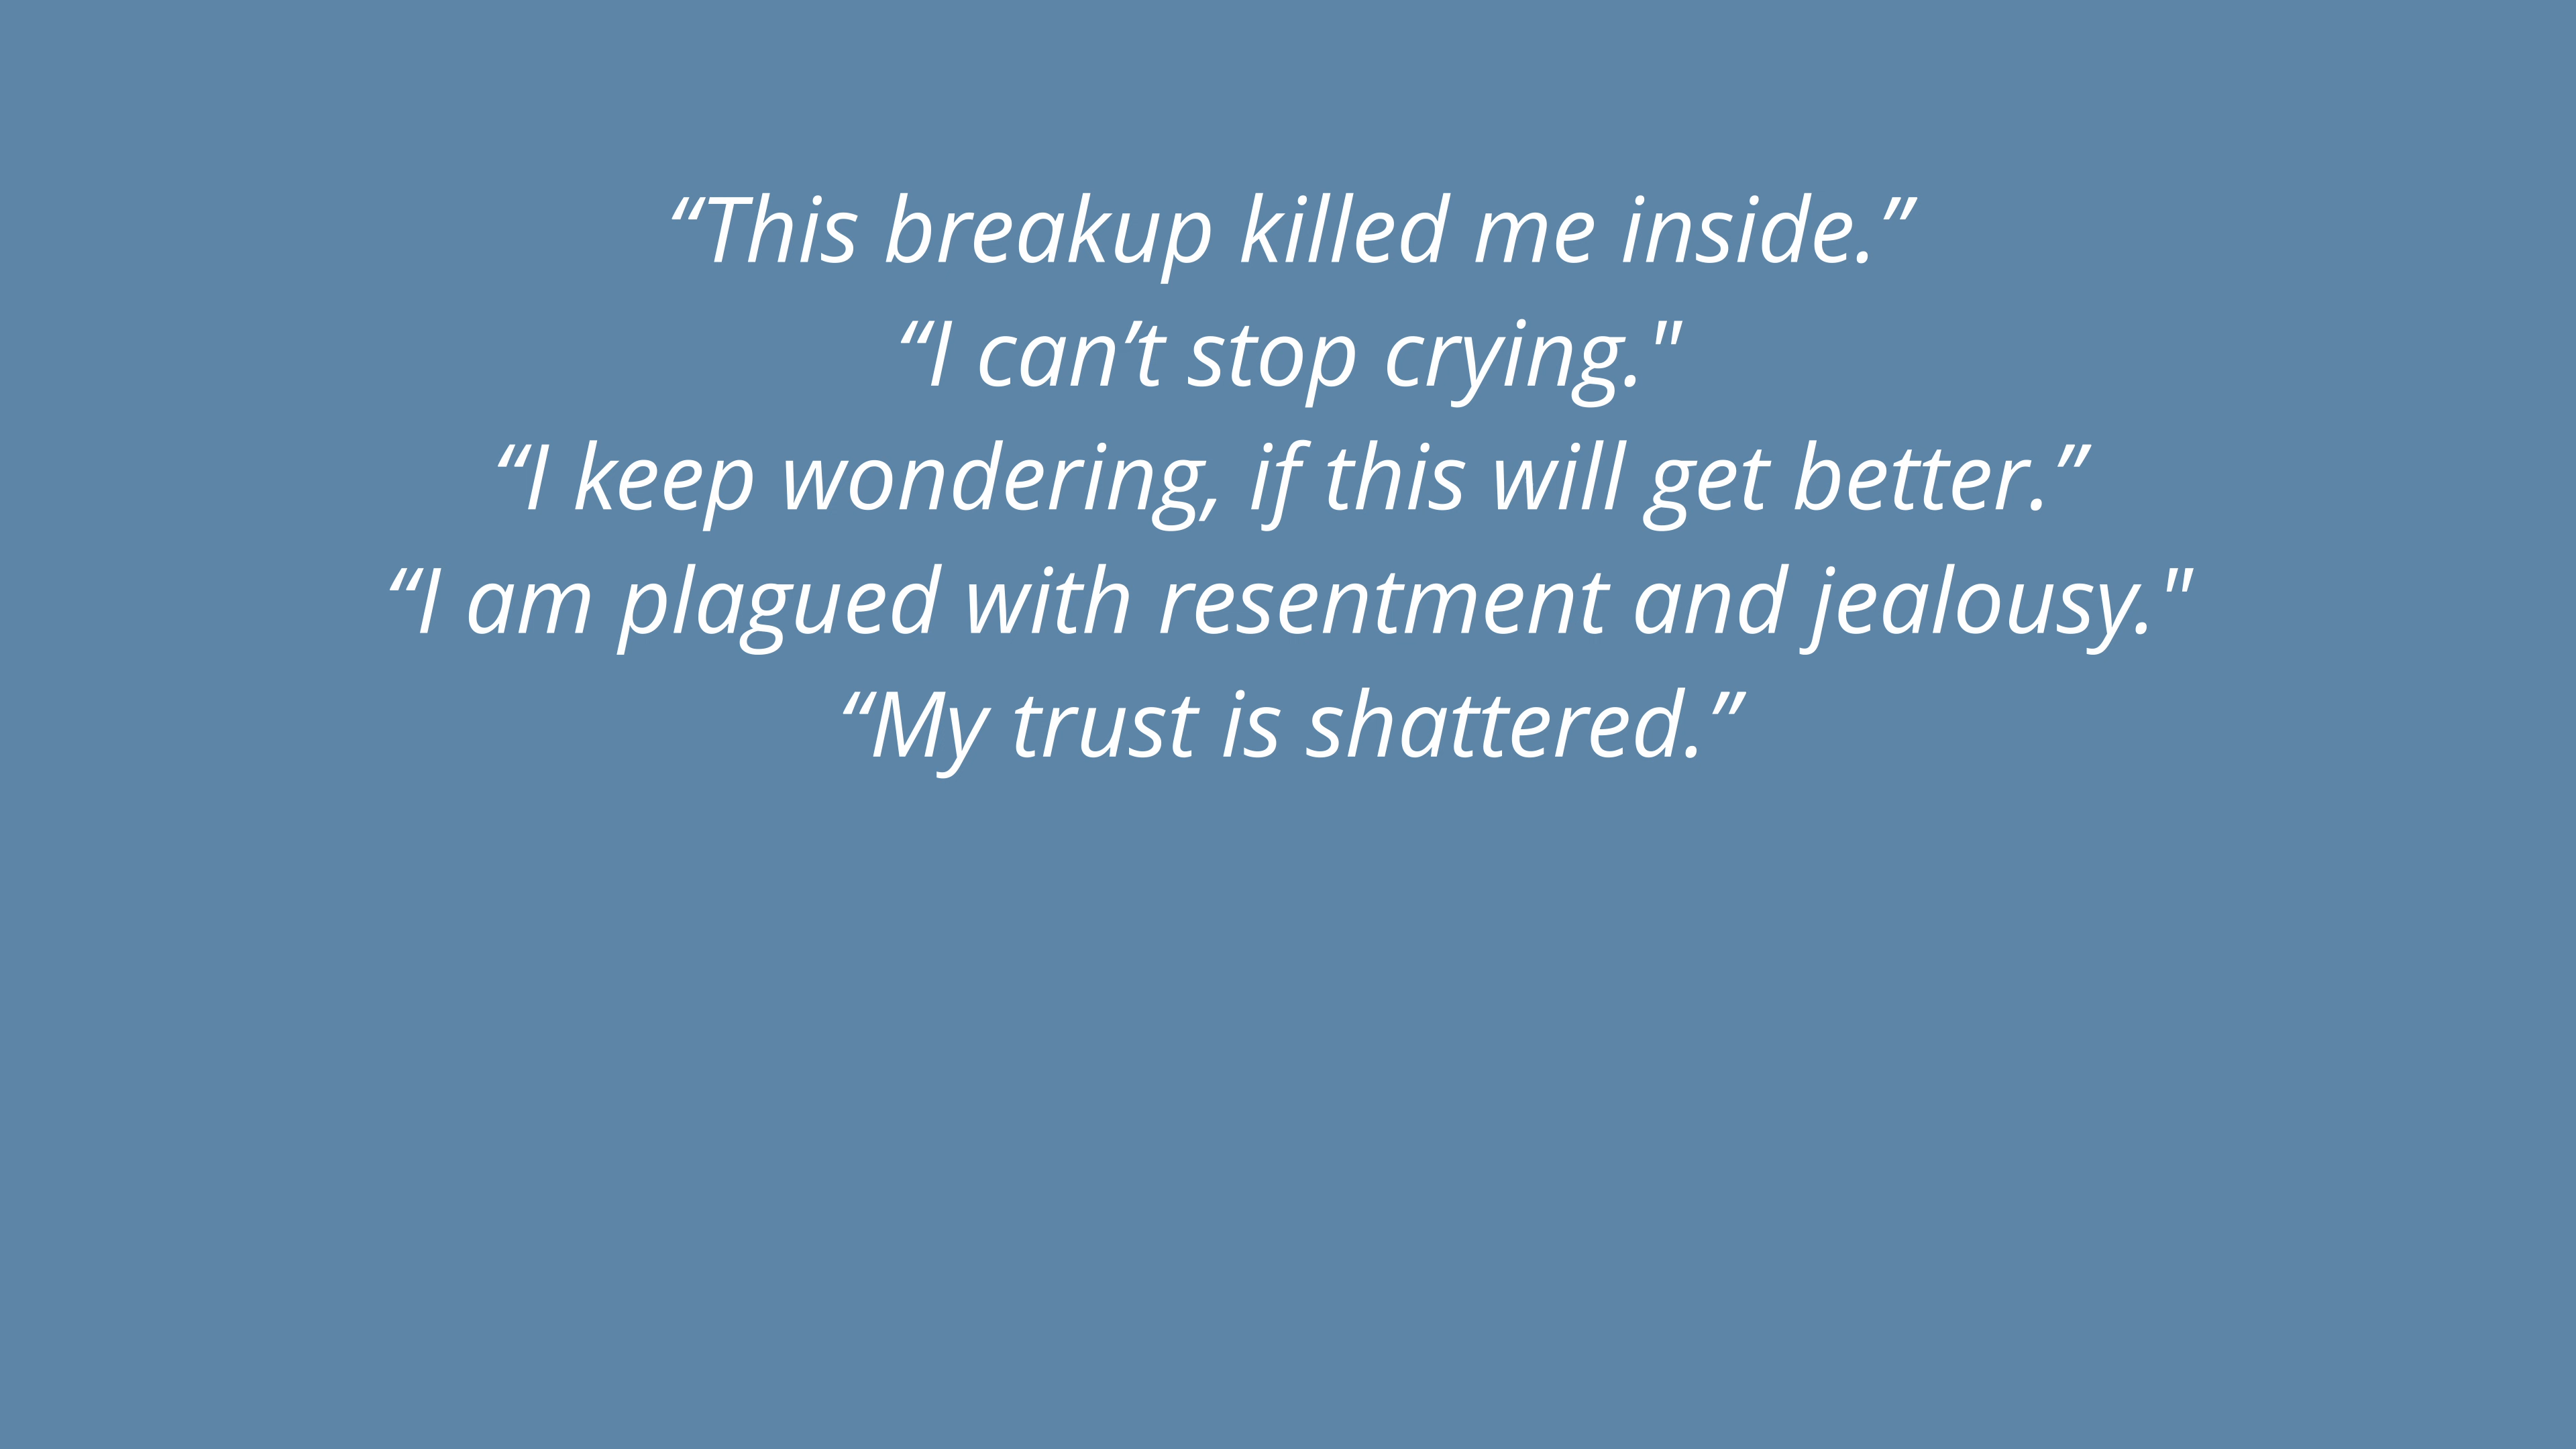 “This breakup killed me inside.”
“I can’t stop crying."
“I keep wondering, if this will get better.”
“I am plagued with resentment and jealousy."
“My trust is shattered.”